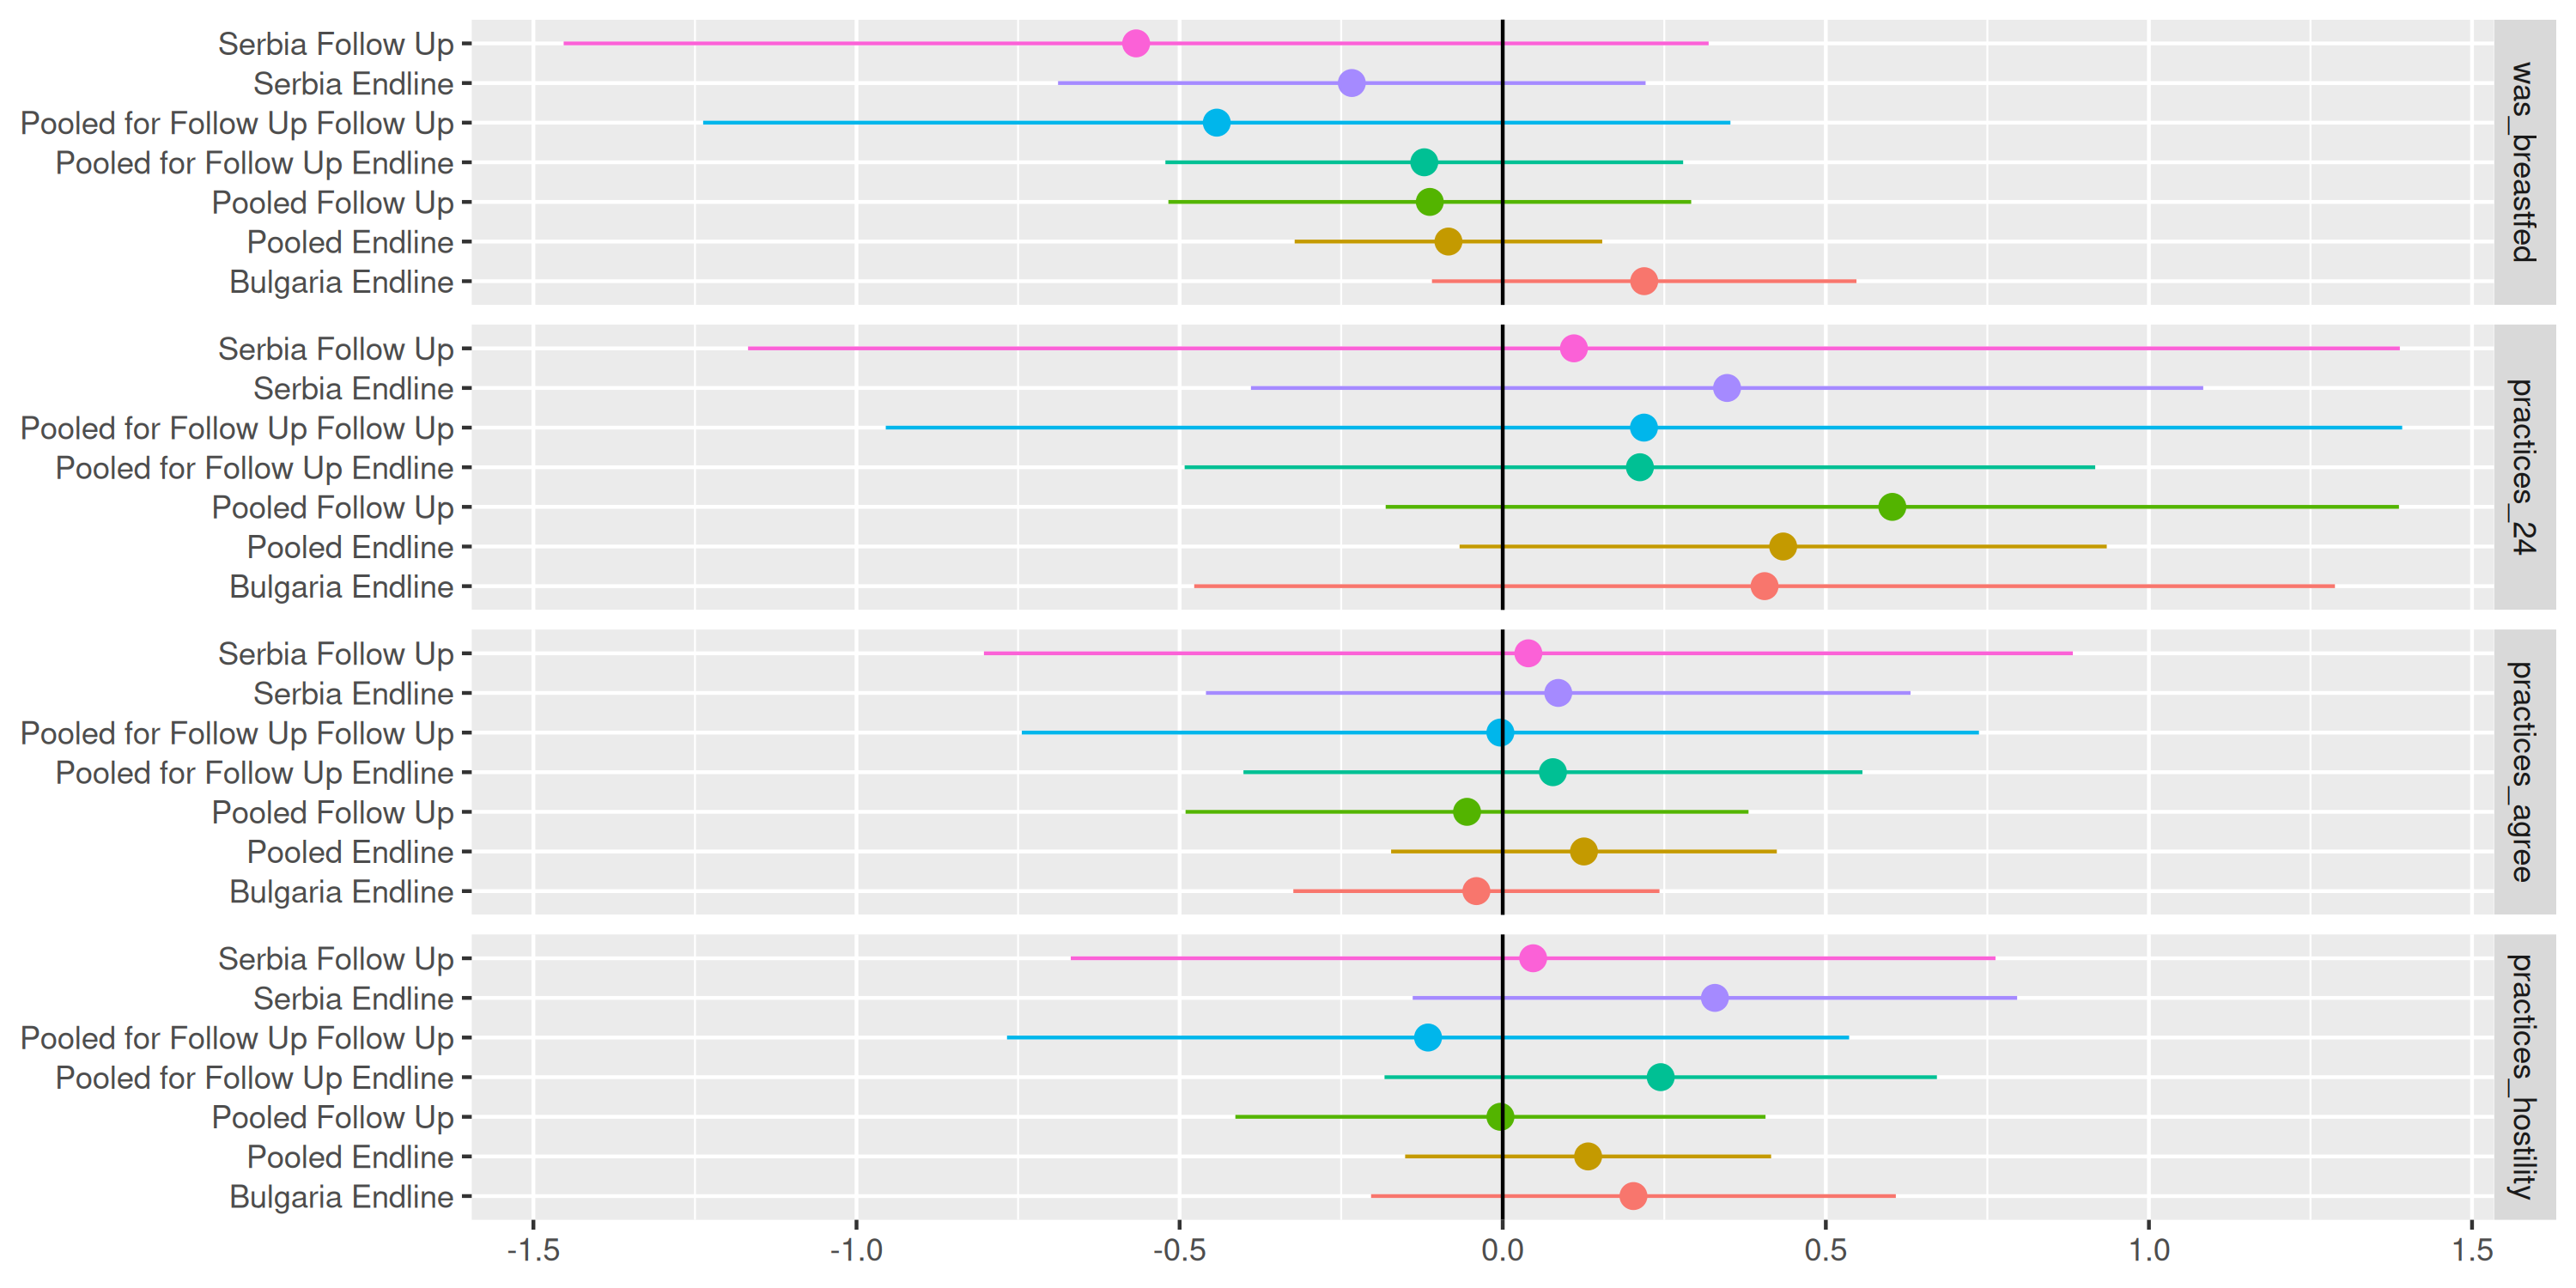 Serbia Follow Up
Serbia Endline
Pooled for Follow Up Follow Up
Pooled for Follow Up Endline
Pooled Follow Up
Pooled Endline
Bulgaria Endline
was_breastfed
Serbia Follow Up
Serbia Endline
Pooled for Follow Up Follow Up
Pooled for Follow Up Endline
Pooled Follow Up
Pooled Endline
Bulgaria Endline
practices_24
Serbia Follow Up
Serbia Endline
Pooled for Follow Up Follow Up
Pooled for Follow Up Endline
Pooled Follow Up
Pooled Endline
Bulgaria Endline
practices_agree
Serbia Follow Up
Serbia Endline
Pooled for Follow Up Follow Up
Pooled for Follow Up Endline
Pooled Follow Up
Pooled Endline
Bulgaria Endline
practices_hostility
-1.5 -1.0 -0.5 0.0 0.5 1.0 1.5